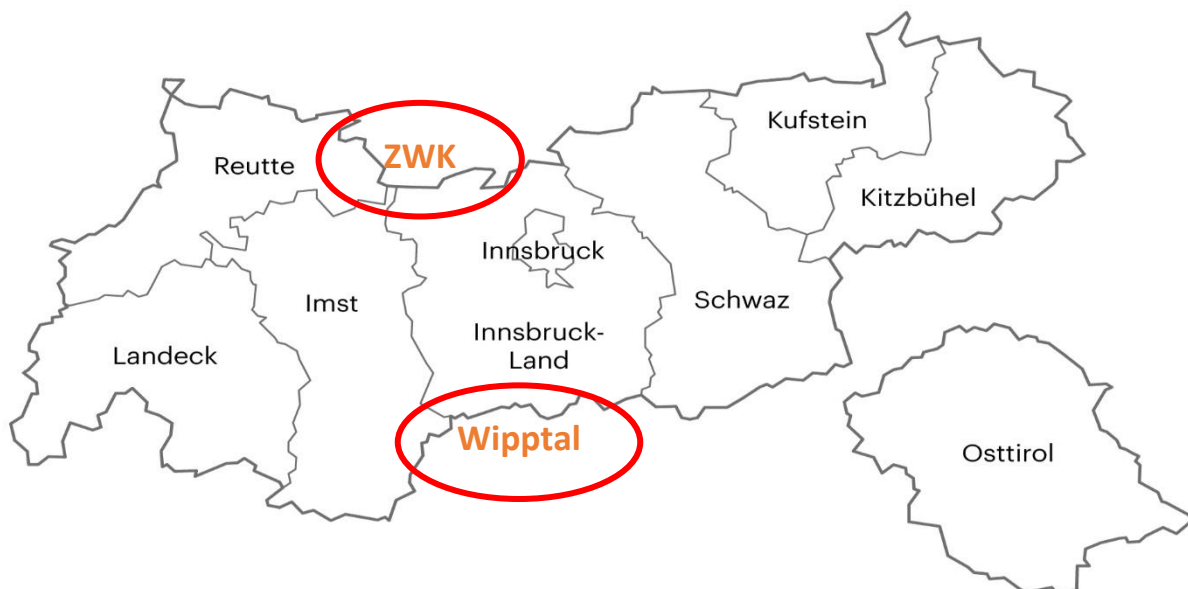 Kufstein
ZWK
Reutte
Kitzbühel
Innsbruck
Imst
Schwaz
Innsbruck-
Land
Landeck
Wipptal
Osttirol